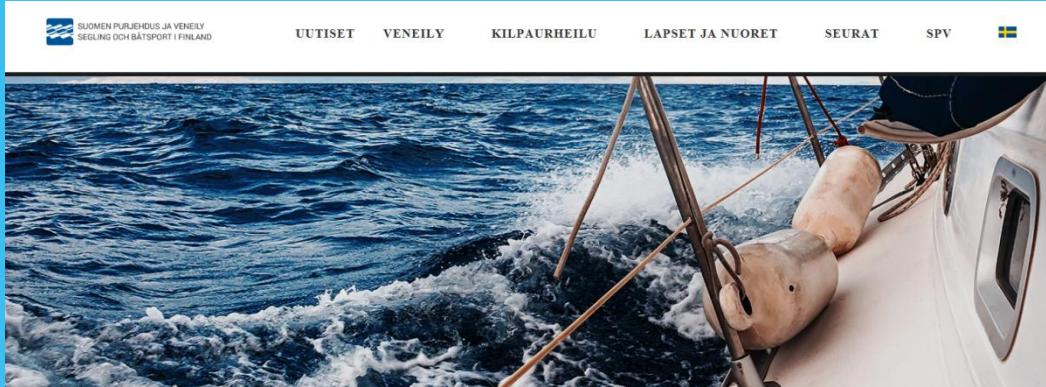 SUOMEN PURJEHDUS JA VENEILY
SEGLING OCH BÅTSPORT I FINLAND
UUTISET VENEILY KILPAURHEILU LAPSET JA NUORET SEURAT SPV